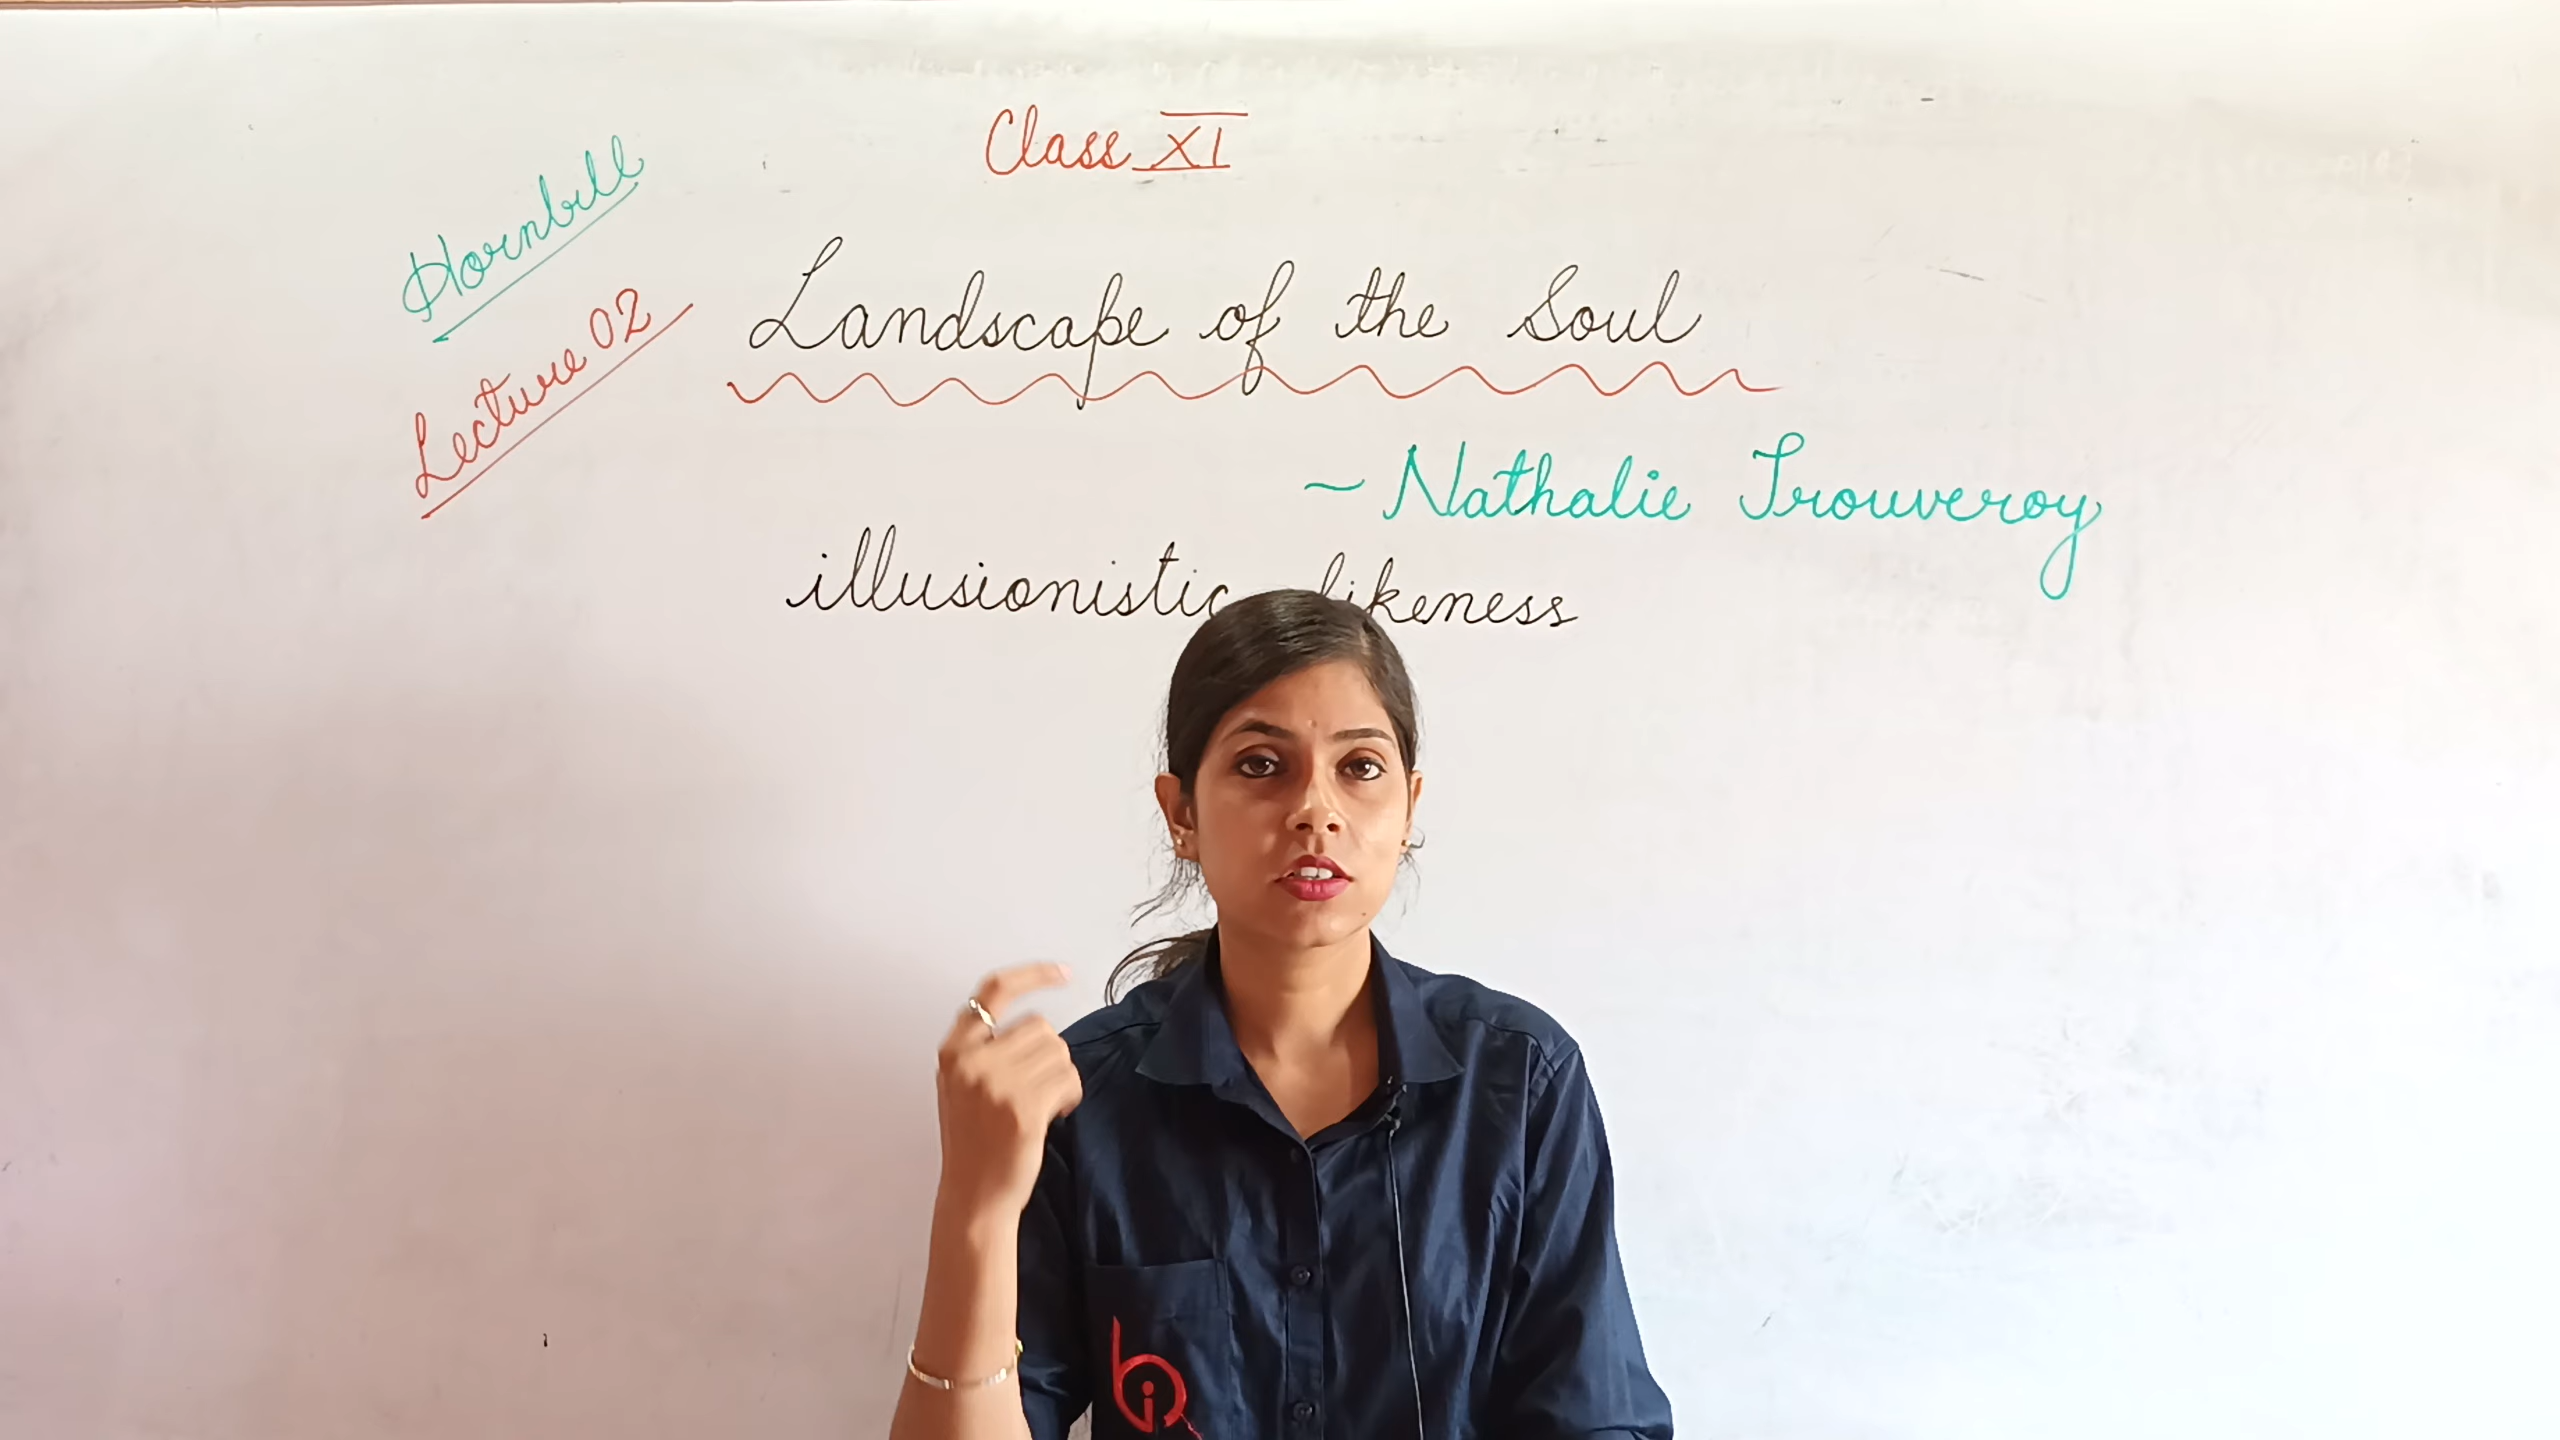 Class XI
Hornbill
Landscape of the Soul
Lecture 02
~ Nathalie Trouveroy
illusionistic likeness